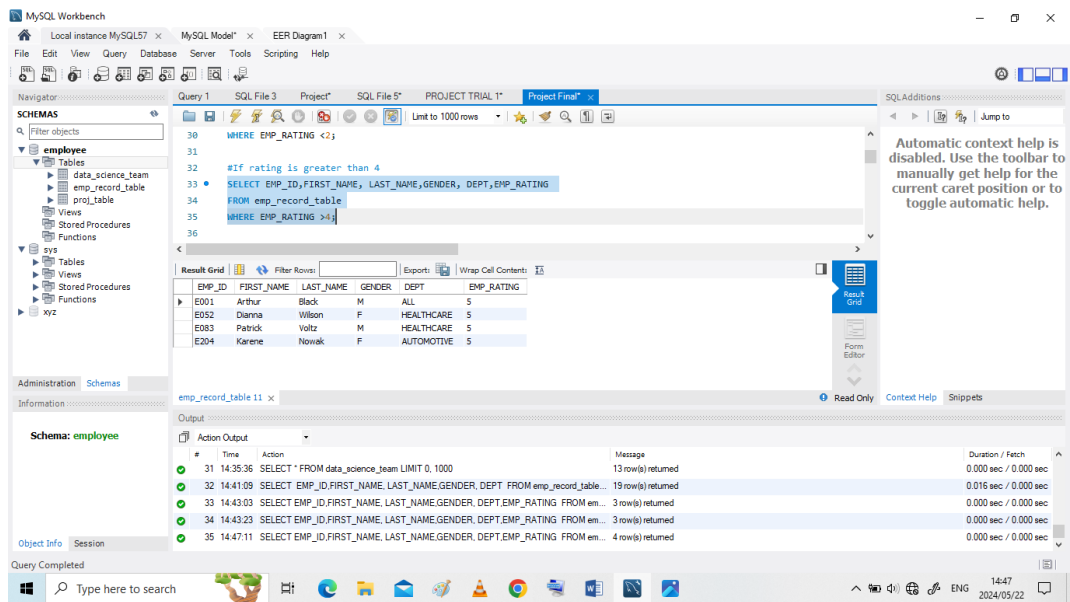 MySQL Workbench
Local instance MySQL57 × MySQL Model* × EER Diagram1 ×
File Edit View Query Database Server Tools Scripting Help
Navigator
SCHEMAS
Filter objects
employee
Tables
data_science_team
emp_record_table
proj_table
Views
Stored Procedures
Functions
sys
Tables
Views
Stored Procedures
Functions
xyz
Administration Schemas
Information
Schema: employee
Object Info Session
Query 1 SQL File 3 Project* SQL File 5* PROJECT TRIAL 1* Project Final* ×
Limit to 1000 rows
30 WHERE EMP_RATING <2;
31
32 #If rating is greater than 4
33 SELECT EMP_ID,FIRST_NAME, LAST_NAME,GENDER, DEPT,EMP_RATING
34 FROM emp_record_table
35 WHERE EMP_RATING >4;
36
Result Grid Filter Rows: Export: Wrap Cell Content:
EMP_ID FIRST_NAME LAST_NAME GENDER DEPT EMP_RATING
E001 Arthur Black M ALL 5
E052 Dianna Wilson F HEALTHCARE 5
E083 Patrick Voltz M HEALTHCARE 5
E204 Karene Nowak F AUTOMOTIVE 5
Result Grid
Form Editor
emp_record_table 11 ×
Read Only
SQLAdditions
Jump to
Automatic context help is
disabled. Use the toolbar to
manually get help for the
current caret position or to
toggle automatic help.
Context Help Snippets
Output
Action Output
# Time Action Message Duration / Fetch
31 14:35:36 SELECT * FROM data_science_team LIMIT 0, 1000 13 row(s) returned 0.000 sec / 0.000 sec
32 14:41:09 SELECT EMP_ID,FIRST_NAME, LAST_NAME,GENDER, DEPT FROM emp_record_table... 19 row(s) returned 0.016 sec / 0.000 sec
33 14:43:03 SELECT EMP_ID,FIRST_NAME, LAST_NAME,GENDER, DEPT,EMP_RATING FROM em... 3 row(s) returned 0.000 sec / 0.000 sec
34 14:43:23 SELECT EMP_ID,FIRST_NAME, LAST_NAME,GENDER, DEPT,EMP_RATING FROM em... 3 row(s) returned 0.000 sec / 0.000 sec
35 14:47:11 SELECT EMP_ID,FIRST_NAME, LAST_NAME,GENDER, DEPT,EMP_RATING FROM em... 4 row(s) returned 0.000 sec / 0.000 sec
Query Completed
Type here to search
ENG
14:47
2024/05/22